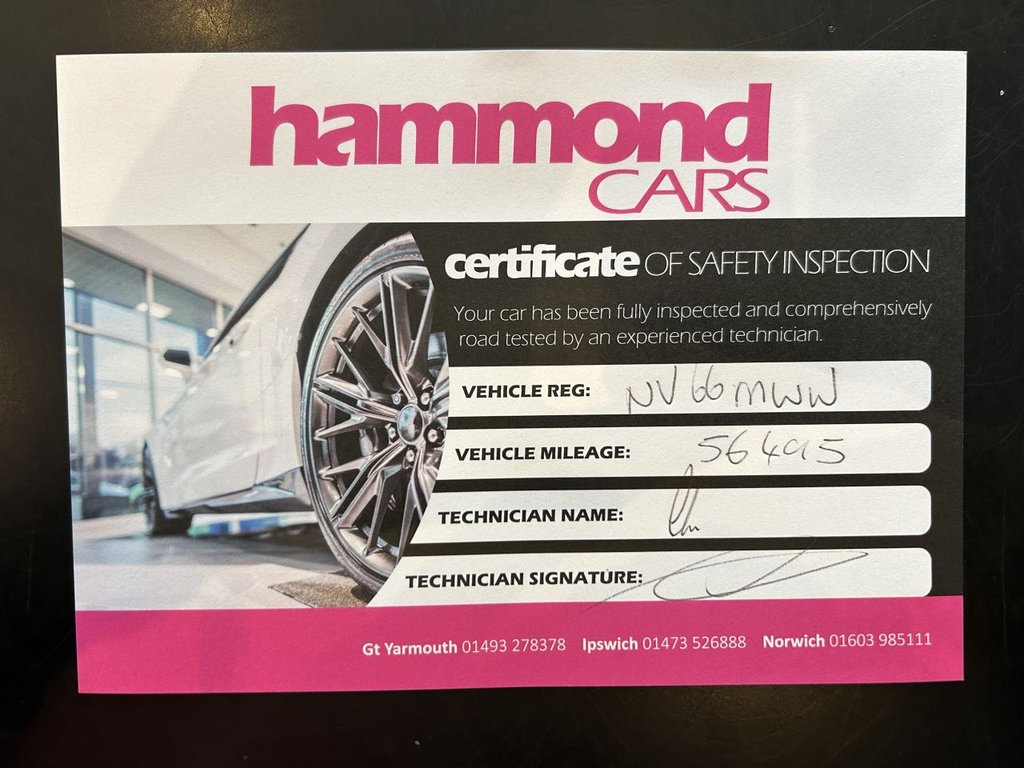 hammond
CARS
certificate OF SAFETY INSPECTION
Your car has been fully inspected and comprehensively
road tested by an experienced technician.
VEHICLE REG: NV66MWW
VEHICLE MILEAGE: 56495
TECHNICIAN NAME:
TECHNICIAN SIGNATURE:
Gt Yarmouth 01493 278378 Ipswich 01473 526888 Norwich 01603 985111